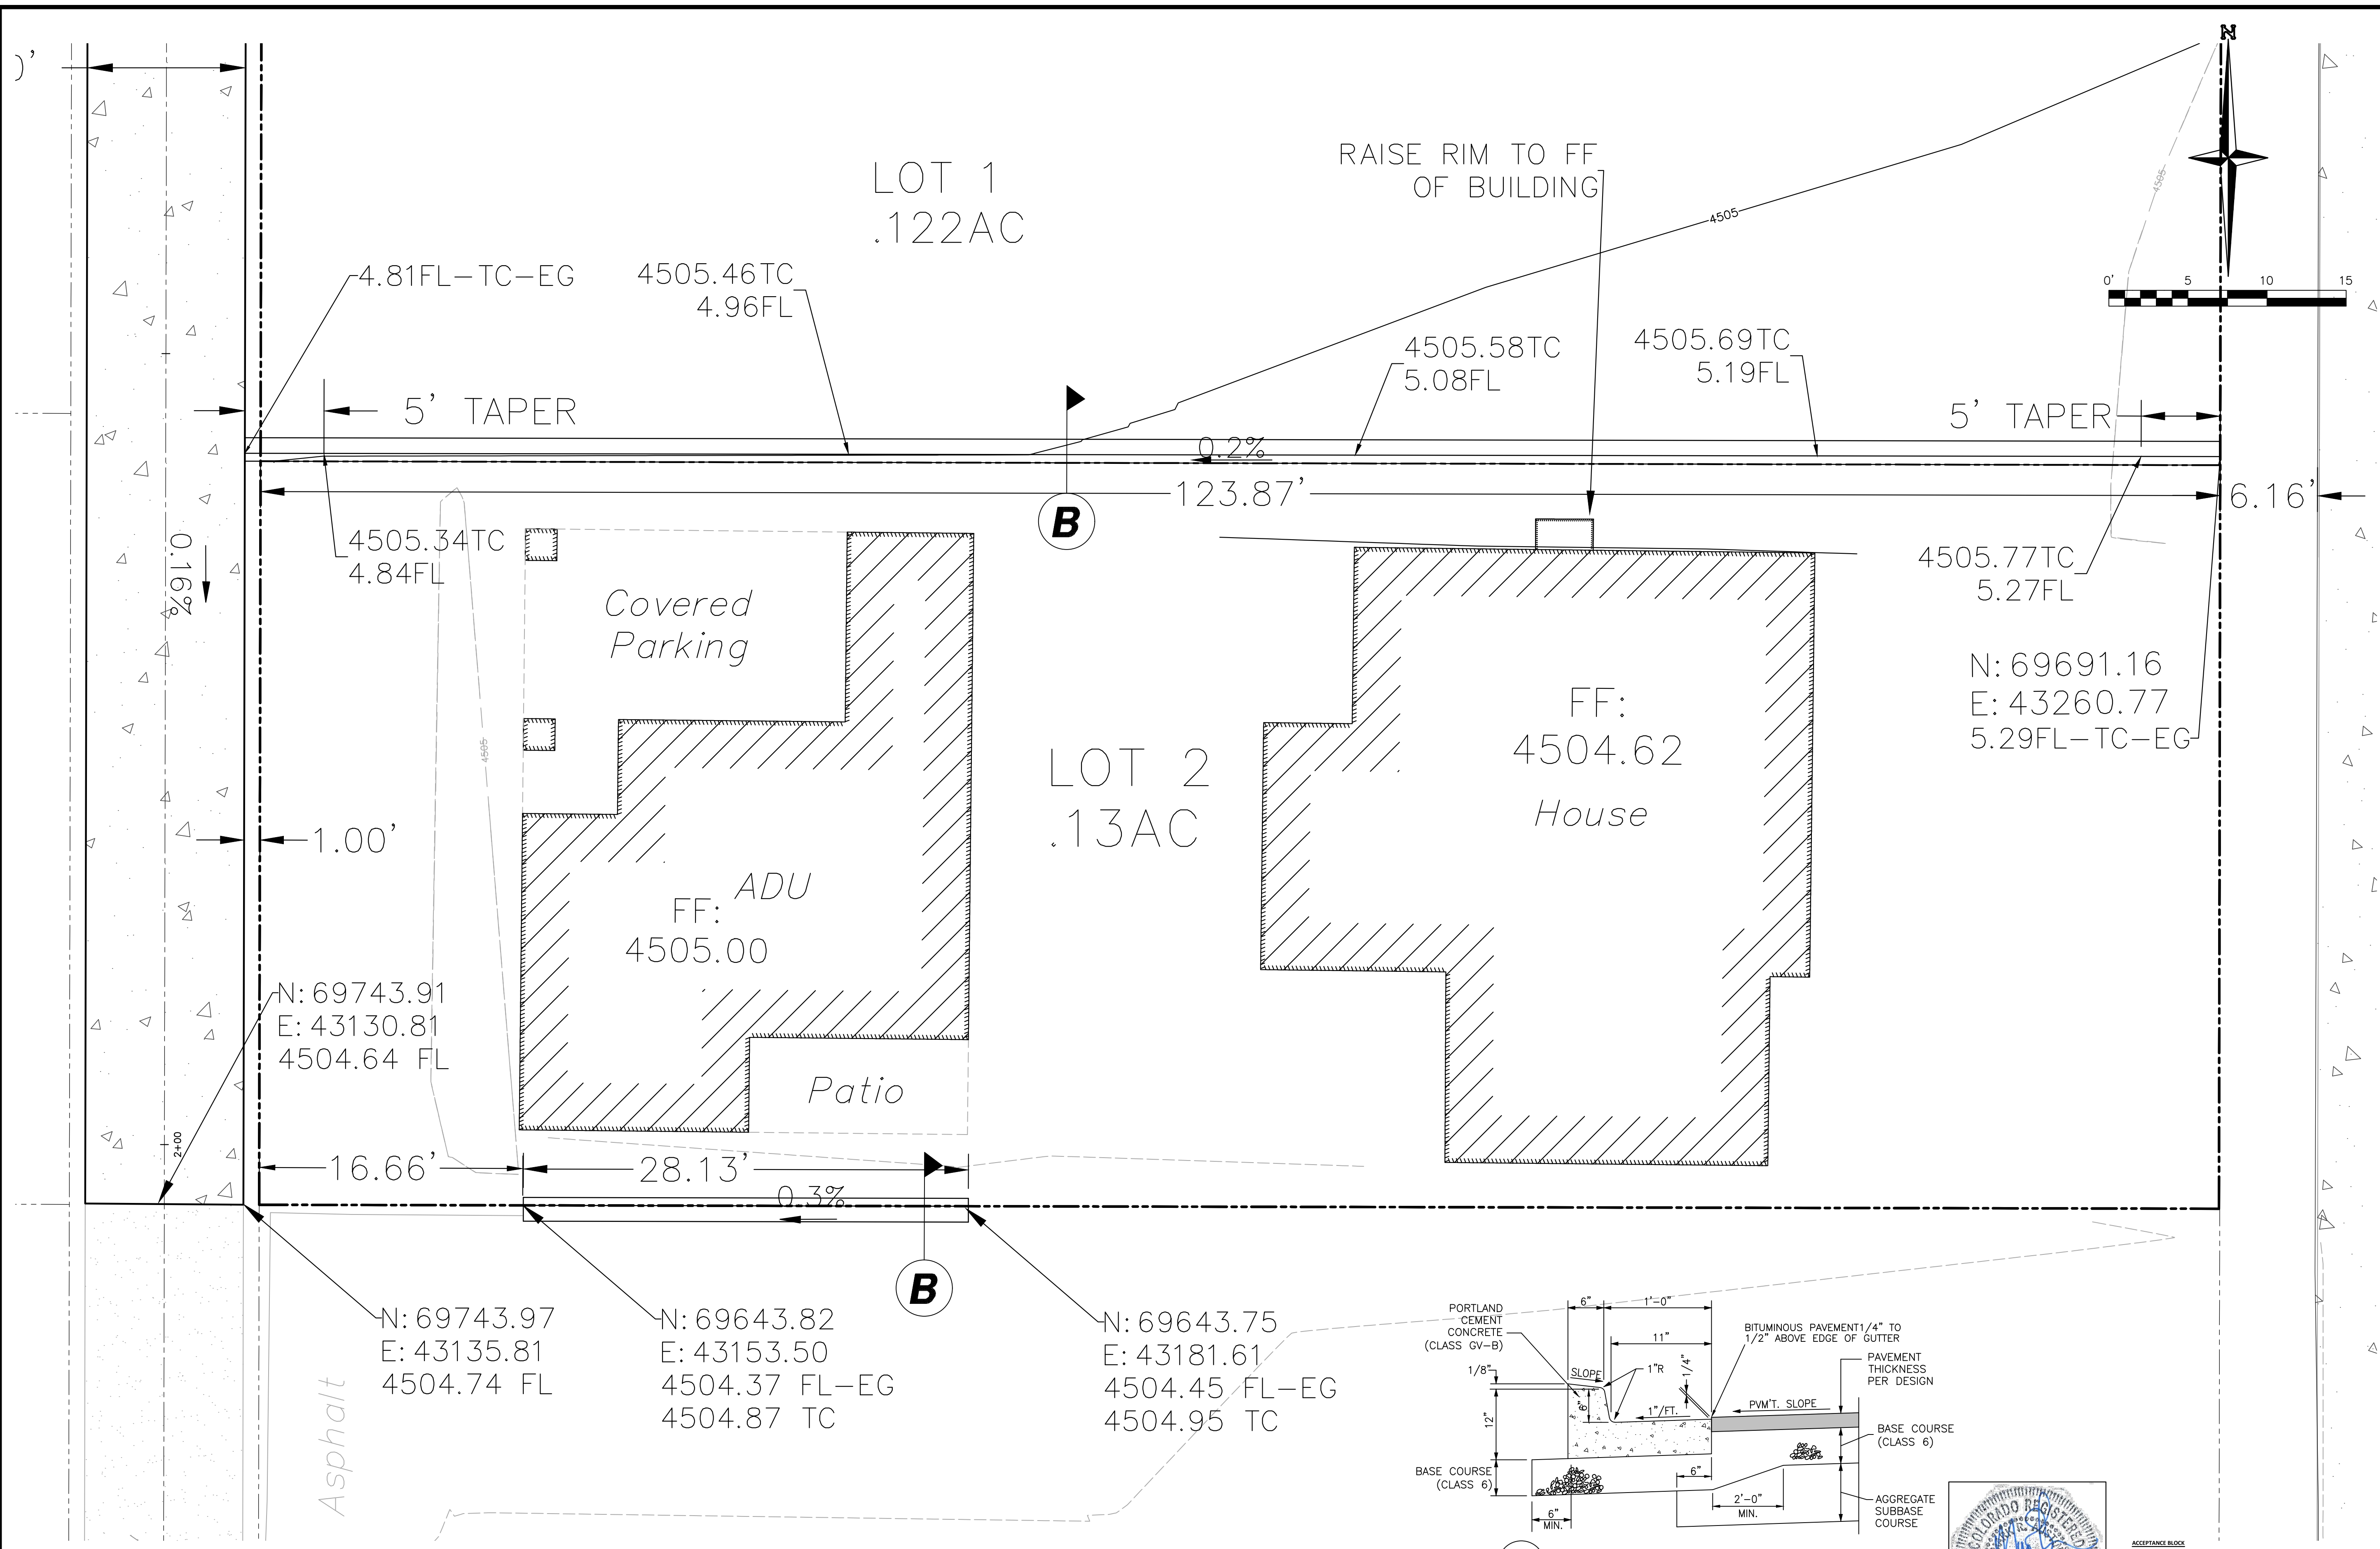 N
0'
LOT 1
.122AC
RAISE RIM TO FF
OF BUILDING
4505
4505
0' 5 10 15
4.81FL-TC-EG
4505.46TC
4.96FL
4505.58TC
5.08FL
4505.69TC
5.19FL
5' TAPER
5' TAPER
0.2%
123.87'
6.16'
B
4505.34TC
4.84FL
4505.77TC
5.27FL
0.16%
Covered
Parking
N: 69691.16
E: 43260.77
5.29FL-TC-EG
FF:
4504.62
House
4505
LOT 2
.13AC
1.00'
ADU
FF:
4505.00
N: 69743.91
E: 43130.81
4504.64 FL
Patio
2+00
16.66'
28.13'
0.3%
B
N: 69743.97
E: 43135.81
4504.74 FL
N: 69643.82
E: 43153.50
4504.37 FL-EG
4504.87 TC
N: 69643.75
E: 43181.61
4504.45 FL-EG
4504.95 TC
Asphalt
6" 1'-0"
PORTLAND
CEMENT
CONCRETE
(CLASS GV-B)
11"
BITUMINOUS PAVEMENT1/4" TO
1/2" ABOVE EDGE OF GUTTER
PAVEMENT
THICKNESS
PER DESIGN
1/8"
SLOPE
1"R
1/4"
6"
12"
1"/FT.
PVM'T. SLOPE
BASE COURSE
(CLASS 6)
BASE COURSE
(CLASS 6)
6"
2'-0"
MIN.
6"
MIN.
AGGREGATE
SUBBASE
COURSE
COLORADO REGISTERED
ACCEPTANCE BLOCK